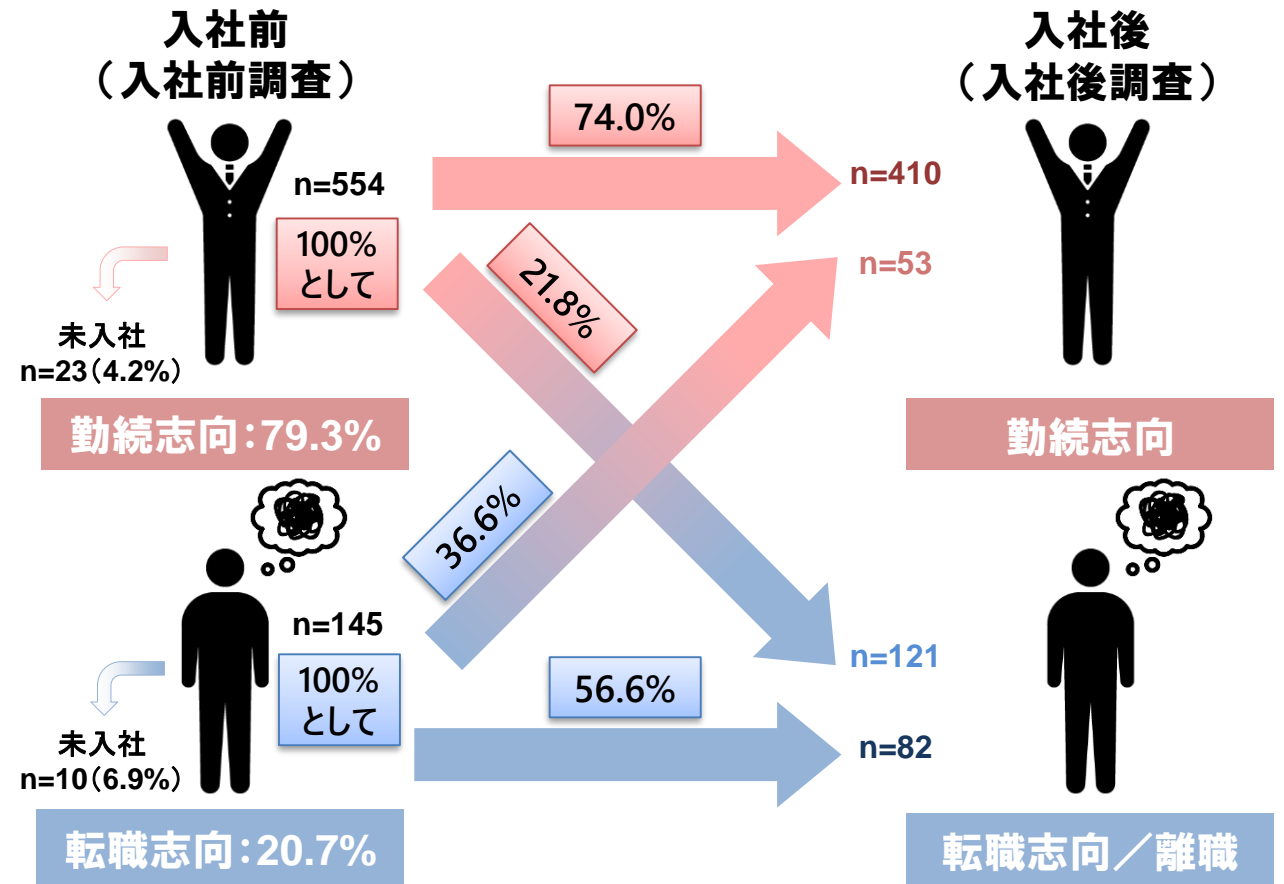 入社前
（入社前調査）
入社後
（入社後調査）
74.0%
n=554
100%
として
n=410
21.8%
n=53
未入社
n=23（4.2%）
勤続志向：79.3%
勤続志向
36.6%
n=145
100%
として
56.6%
n=121
n=82
未入社
n=10（6.9%）
転職志向：20.7%
転職志向／離職